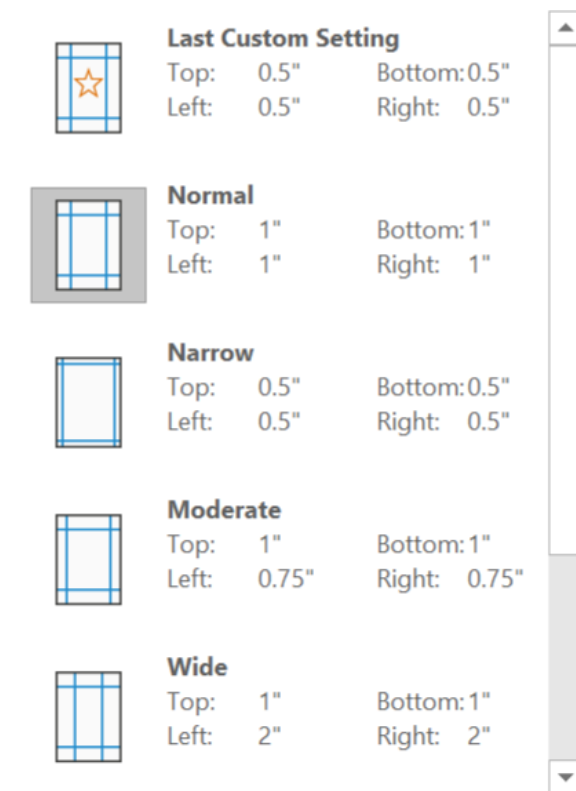 Last Custom Setting
Top: 0.5" Bottom: 0.5"
Left: 0.5" Right: 0.5"
Normal
Top: 1" Bottom: 1"
Left: 1" Right: 1"
Narrow
Top: 0.5" Bottom: 0.5"
Left: 0.5" Right: 0.5"
Moderate
Top: 1" Bottom: 1"
Left: 0.75" Right: 0.75"
Wide
Top: 1" Bottom: 1"
Left: 2" Right: 2"